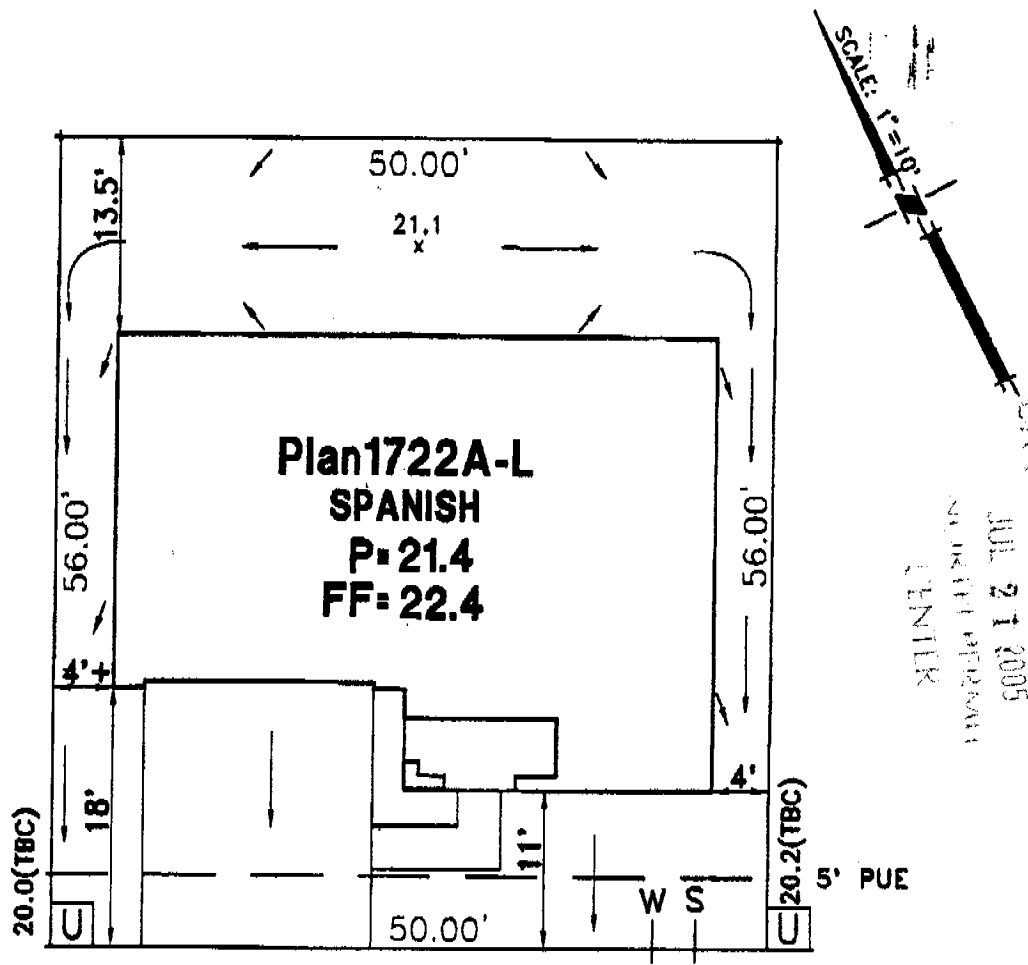 SCALE: 1"=10'
50.00'
13.5'
21.1
x
Plan1722A-L
SPANISH
P=21.4
FF=22.4
56.00'
56.00'
4'+
4'
18'
11'
20.0(TBC)
20.2(TBC)
5' PUE
W S
U
U
50.00'
JUL 21 2005
CENTER